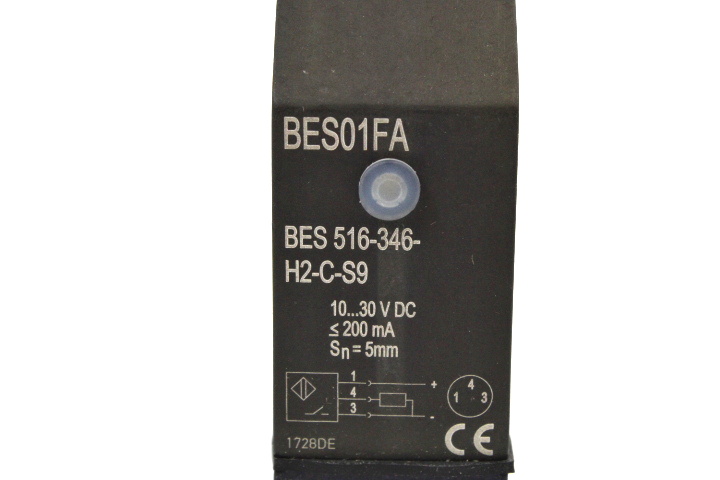 BES01FA
BES 516-346-
H2-C-S9
10...30 V DC
≤ 200 mA
Sn = 5mm
1 +
4
3 -
4
1 3
1728DE
CE